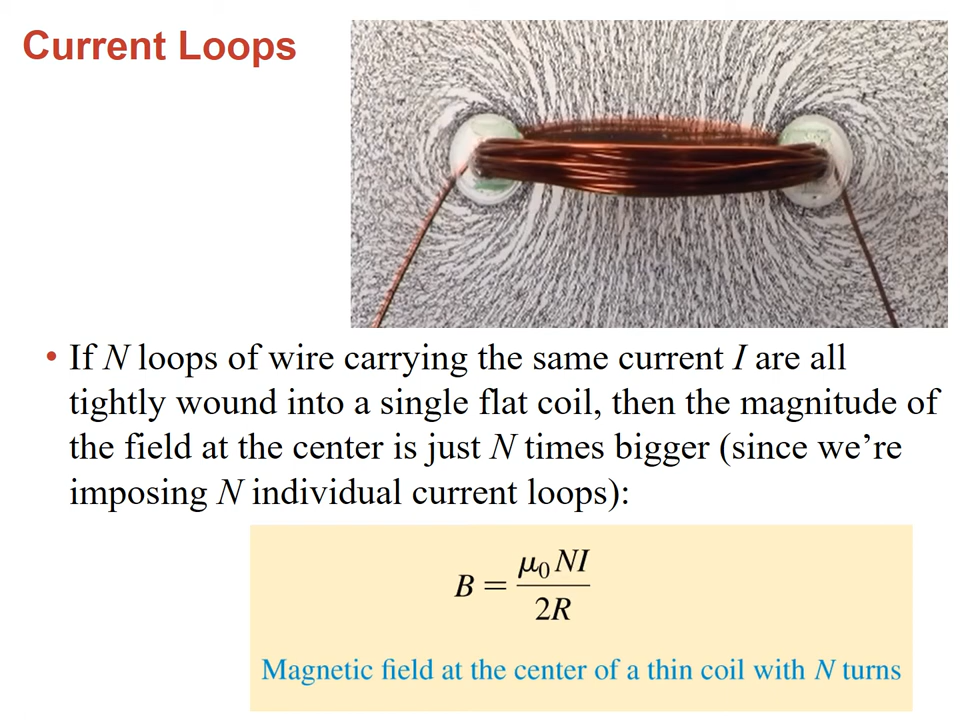 Current Loops
• If N loops of wire carrying the same current I are all
tightly wound into a single flat coil, then the magnitude of
the field at the center is just N times bigger (since we’re
imposing N individual current loops):
B = μ₀NI / 2R
Magnetic field at the center of a thin coil with N turns